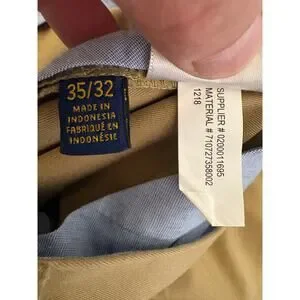 35/32
MADE IN
INDONESIA
FABRIQUÉ EN
INDONÉSIE
SUPPLIER # 0200011695
MATERIAL # 710727358002
1218